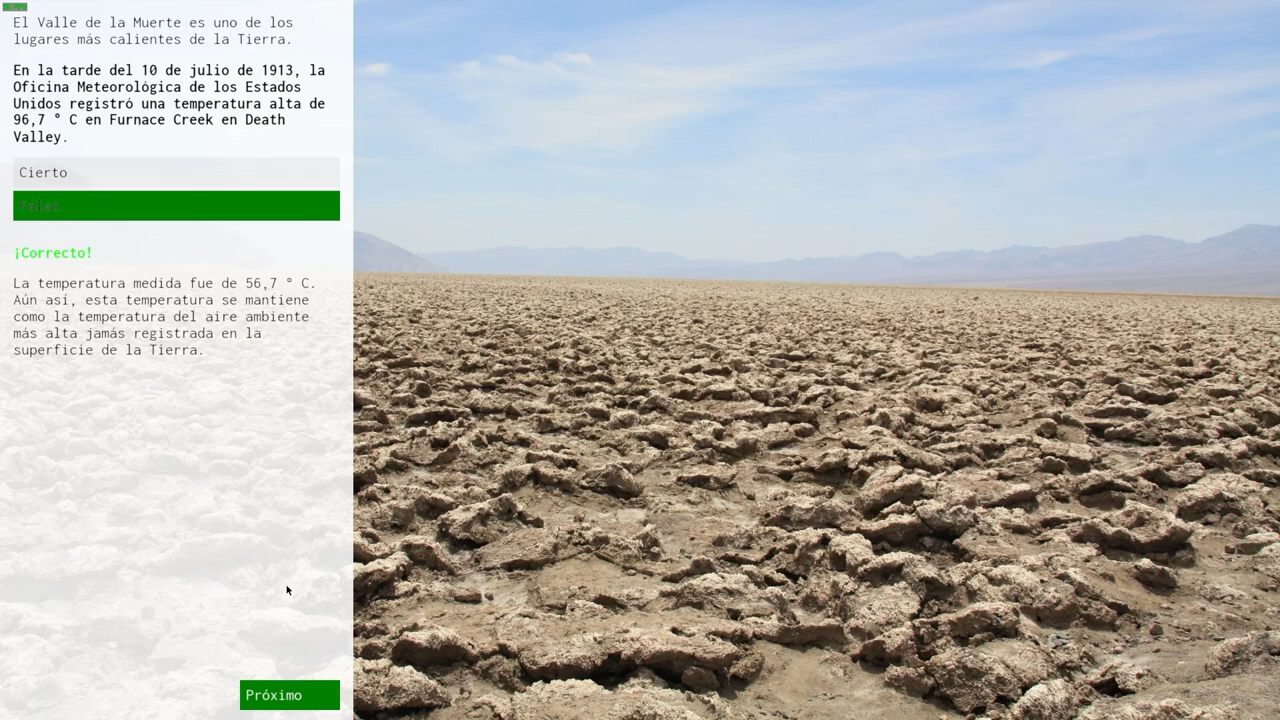 El Valle de la Muerte es uno de los
lugares más calientes de la Tierra.
En la tarde del 10 de julio de 1913, la
Oficina Meteorológica de los Estados
Unidos registró una temperatura alta de
96,7 ° C en Furnace Creek en Death
Valley.
Cierto
Falso
¡Correcto!
La temperatura medida fue de 56,7 ° C.
Aún así, esta temperatura se mantiene
como la temperatura del aire ambiente
más alta jamás registrada en la
superficie de la Tierra.
Próximo